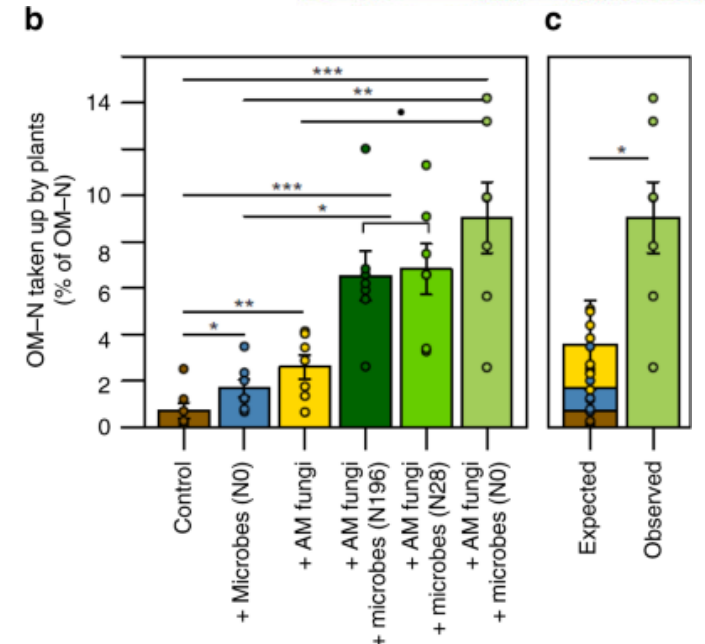 b
c
OM–N taken up by plants
(% of OM–N)
14
10
8
6
4
2
0
***
**
•
***
*
**
*
*
Control
+ Microbes (N0)
+ AM fungi
+ AM fungi
+ microbes (N196)
+ AM fungi
+ microbes (N28)
+ AM fungi
+ microbes (N0)
Expected
Observed